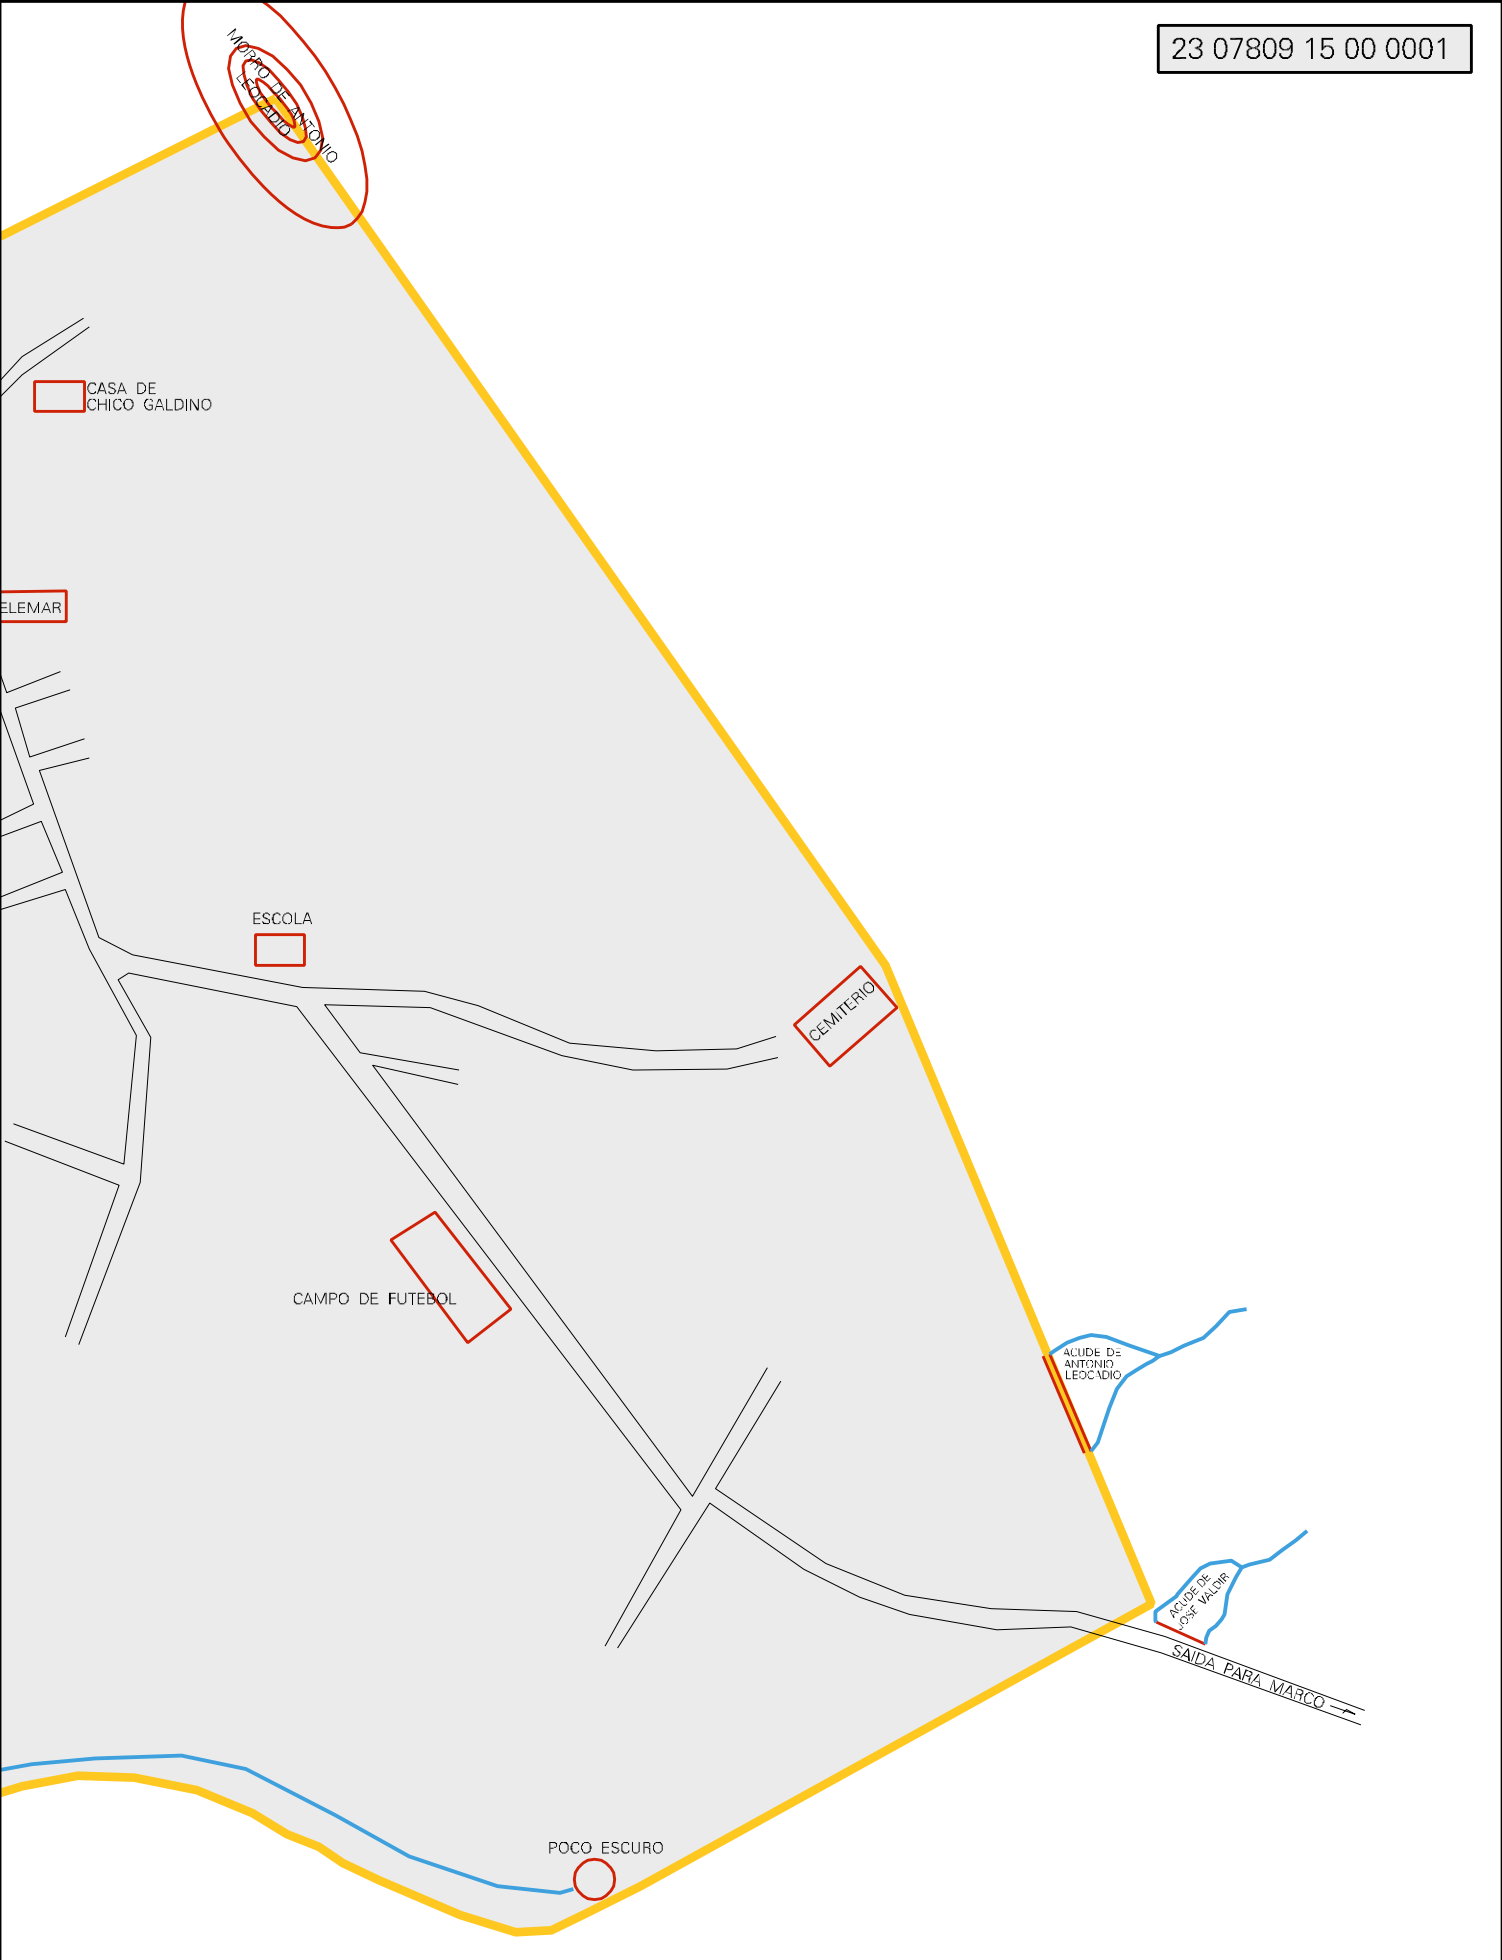 23 07809 15 00 0001
MORRO DE ANTONIO
LEOCADIO
CASA DE
CHICO GALDINO
ELEMAR
ESCOLA
CEMITERIO
CAMPO DE FUTEBOL
ACUDE DE
ANTONIO
LEOCADIO
ACUDE DE
JOSE VALDIR
SAIDA PARA MARCO
POCO ESCURO